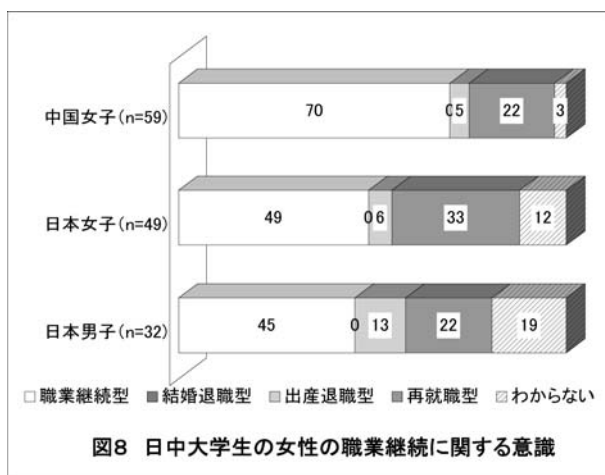 中国女子(n=59)
70 0 5 22 3
日本女子(n=49)
49 0 6 33 12
日本男子(n=32)
45 0 13 22 19
□職業継続型 ■結婚退職型 ■出産退職型 ■再就職型 □わからない
図8 日中大学生の女性の職業継続に関する意識